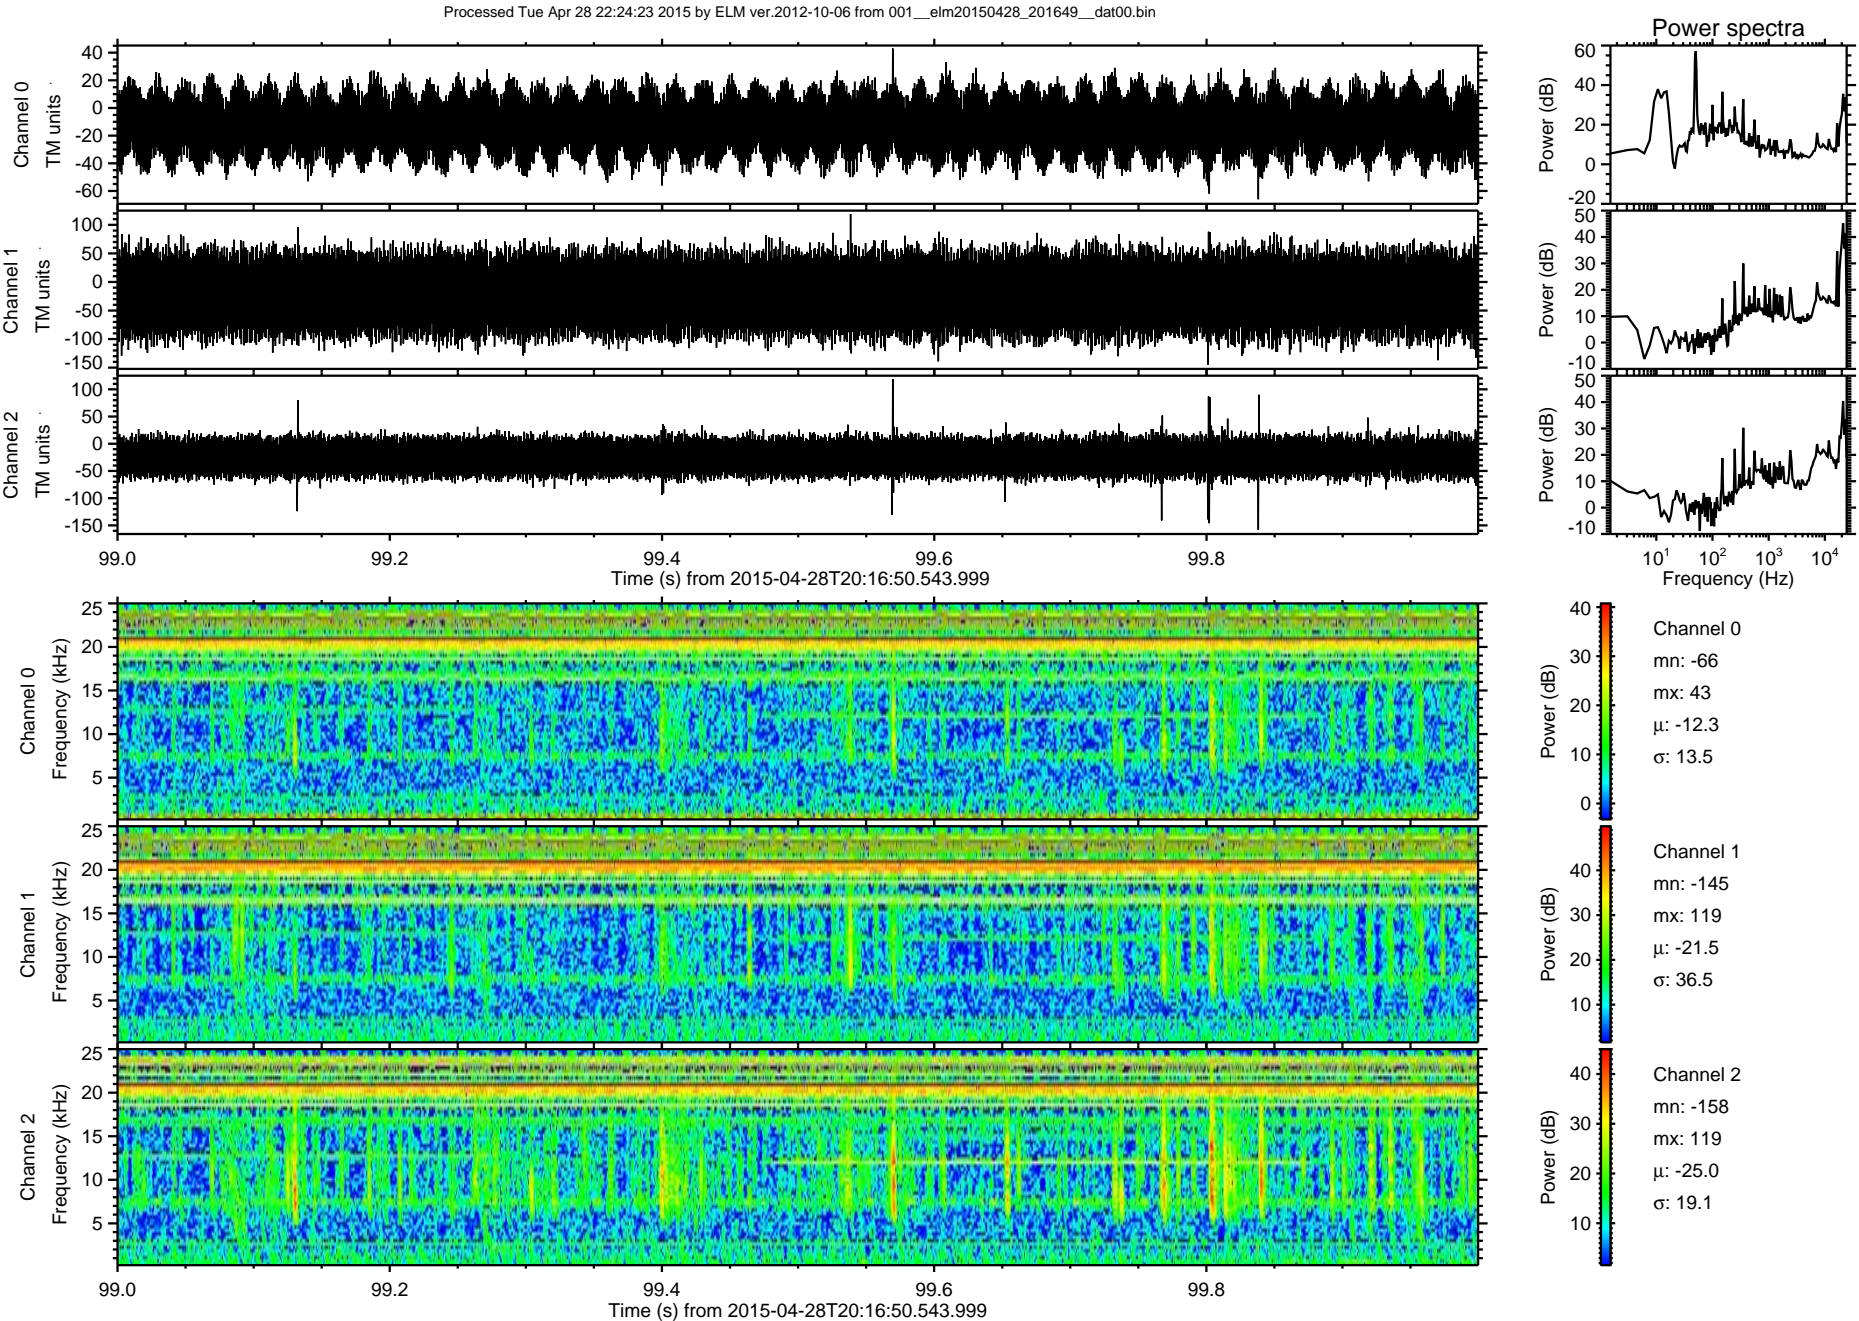 Processed Tue Apr 28 22:24:23 2015 by ELM ver.2012-10-06 from 001__elm20150428_201649__dat00.bin
Power spectra
Channel 0
TM units
40
20
0
-20
-40
-60
Power (dB)
60
40
20
0
-20
Channel 1
TM units
100
50
0
-50
-100
-150
Power (dB)
50
40
30
20
10
0
-10
Channel 2
TM units
100
50
0
-50
-100
-150
Power (dB)
50
40
30
20
10
0
-10
99.0 99.2 99.4 99.6 99.8
Time (s) from 2015-04-28T20:16:50.543.999
10^1 10^2 10^3 10^4
Frequency (Hz)
Channel 0
Frequency (kHz)
25
20
15
10
5
Power (dB)
40
30
20
10
0
Channel 0
mn: -66
mx: 43
μ: -12.3
σ: 13.5
Channel 1
Frequency (kHz)
25
20
15
10
5
Power (dB)
40
30
20
10
Channel 1
mn: -145
mx: 119
μ: -21.5
σ: 36.5
Channel 2
Frequency (kHz)
25
20
15
10
5
Power (dB)
40
30
20
10
Channel 2
mn: -158
mx: 119
μ: -25.0
σ: 19.1
99.0 99.2 99.4 99.6 99.8
Time (s) from 2015-04-28T20:16:50.543.999